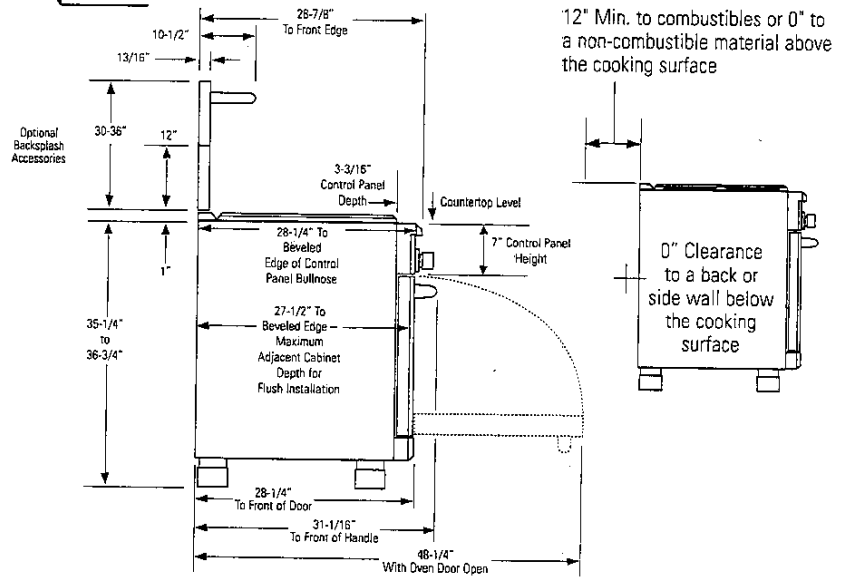 28-7/8"
To Front Edge
10-1/2"
13/16"
12" Min. to combustibles or 0" to
a non-combustible material above
the cooking surface
Optional
Backsplash
Accessories
30-36"
12"
3-3/16"
Control Panel
Depth
Countertop Level
28-1/4" To
Beveled
Edge of Control
Panel Bullnose
7" Control Panel
Height
1"
27-1/2" To
Beveled Edge
Maximum
Adjacent Cabinet
Depth for
Flush Installation
35-1/4"
to
36-3/4"
0" Clearance
to a back or
side wall below
the cooking
surface
28-1/4"
To Front of Door
31-1/16"
To Front of Handle
48-1/4"
With Oven Door Open